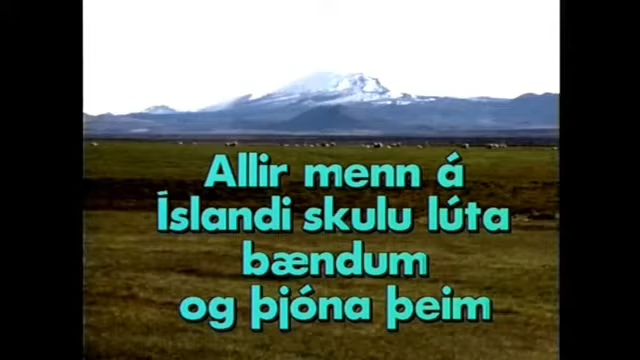 Allir menn á
Íslandi skulu lúta
bændum
og þjóna þeim